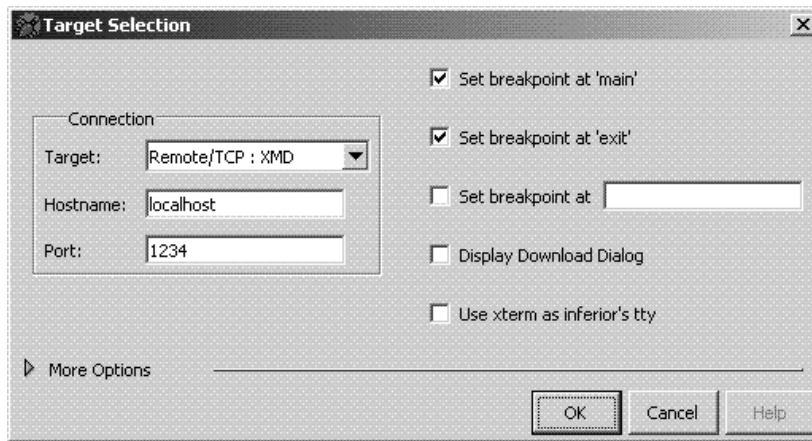 Target Selection
Connection
Target: Remote/TCP : XMD
Hostname: localhost
Port: 1234
Set breakpoint at 'main'
Set breakpoint at 'exit'
Set breakpoint at
Display Download Dialog
Use xterm as inferior's tty
More Options
OK Cancel Help